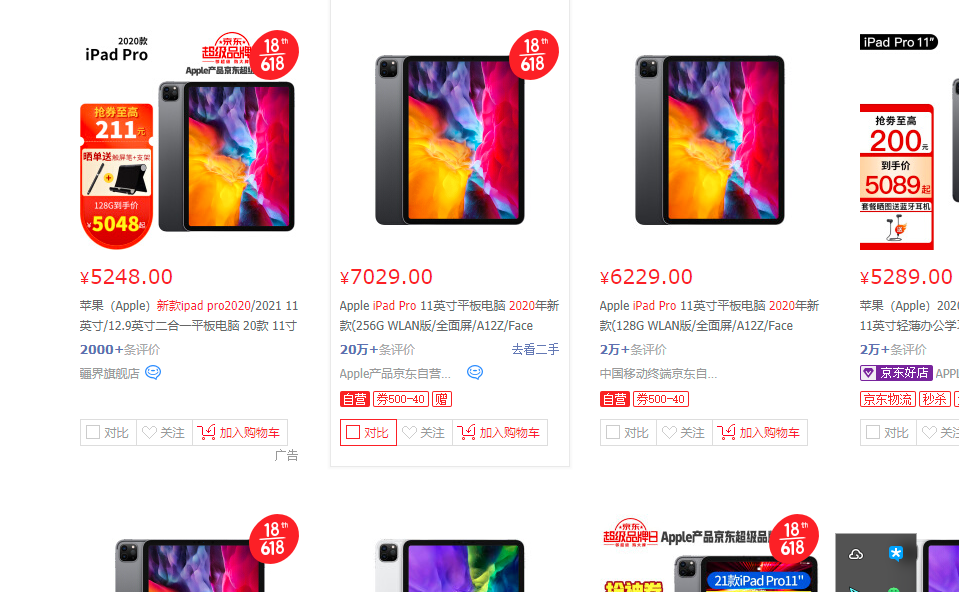 2020款
iPad Pro
京东
超级品牌
18th
618
Apple产品京东超级
抢券至高
211元
晒单送触屏笔+支架
128G到手价
¥5048起
¥5248.00
苹果（Apple）新款ipad pro2020/2021 11
英寸/12.9英寸二合一平板电脑 20款 11寸
2000+条评价
疆界旗舰店
对比
关注
加入购物车
广告
18th
618
¥7029.00
Apple iPad Pro 11英寸平板电脑 2020年新
款(256G WLAN版/全面屏/A12Z/Face
20万+条评价
去看二手
Apple产品京东自营...
自营
券500-40
赠
对比
关注
加入购物车
¥6229.00
Apple iPad Pro 11英寸平板电脑 2020年新
款(128G WLAN版/全面屏/A12Z/Face
2万+条评价
中国移动终端京东自...
自营
券500-40
对比
关注
加入购物车
iPad Pro 11"
抢券至高
200元
到手价
5089起
套餐晒图送蓝牙耳机
送
¥5289.00
苹果（Apple）202
11英寸轻薄办公学
2万+条评价
京东好店
APPL
京东物流
秒杀
对比
关注
18th
618
京东
超级品牌日
Apple产品京东超级品
18th
618
21款iPad Pro11"
抢神券